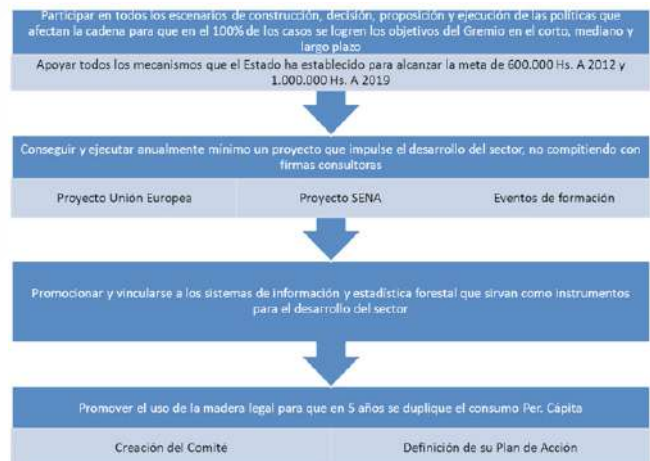 Participar en todos los escenarios de construcción, decisión, proposición y ejecución de las políticas que
afectan la cadena para que en el 100% de los casos se logren los objetivos del Gremio en el corto, mediano y
largo plazo
Apoyar todos los mecanismos que el Estado ha establecido para alcanzar la meta de 600.000 Hs. A 2012 y
1.000.000 Hs. A 2019
Conseguir y ejecutar anualmente mínimo un proyecto que impulse el desarrollo del sector, no compitiendo con
firmas consultoras
Proyecto Unión Europea
Proyecto SENA
Eventos de formación
Promocionar y vincularse a los sistemas de información y estadística forestal que sirvan como instrumentos
para el desarrollo del sector
Promover el uso de la madera legal para que en 5 años se duplique el consumo Per. Cápita
Creación del Comité
Definición de su Plan de Acción